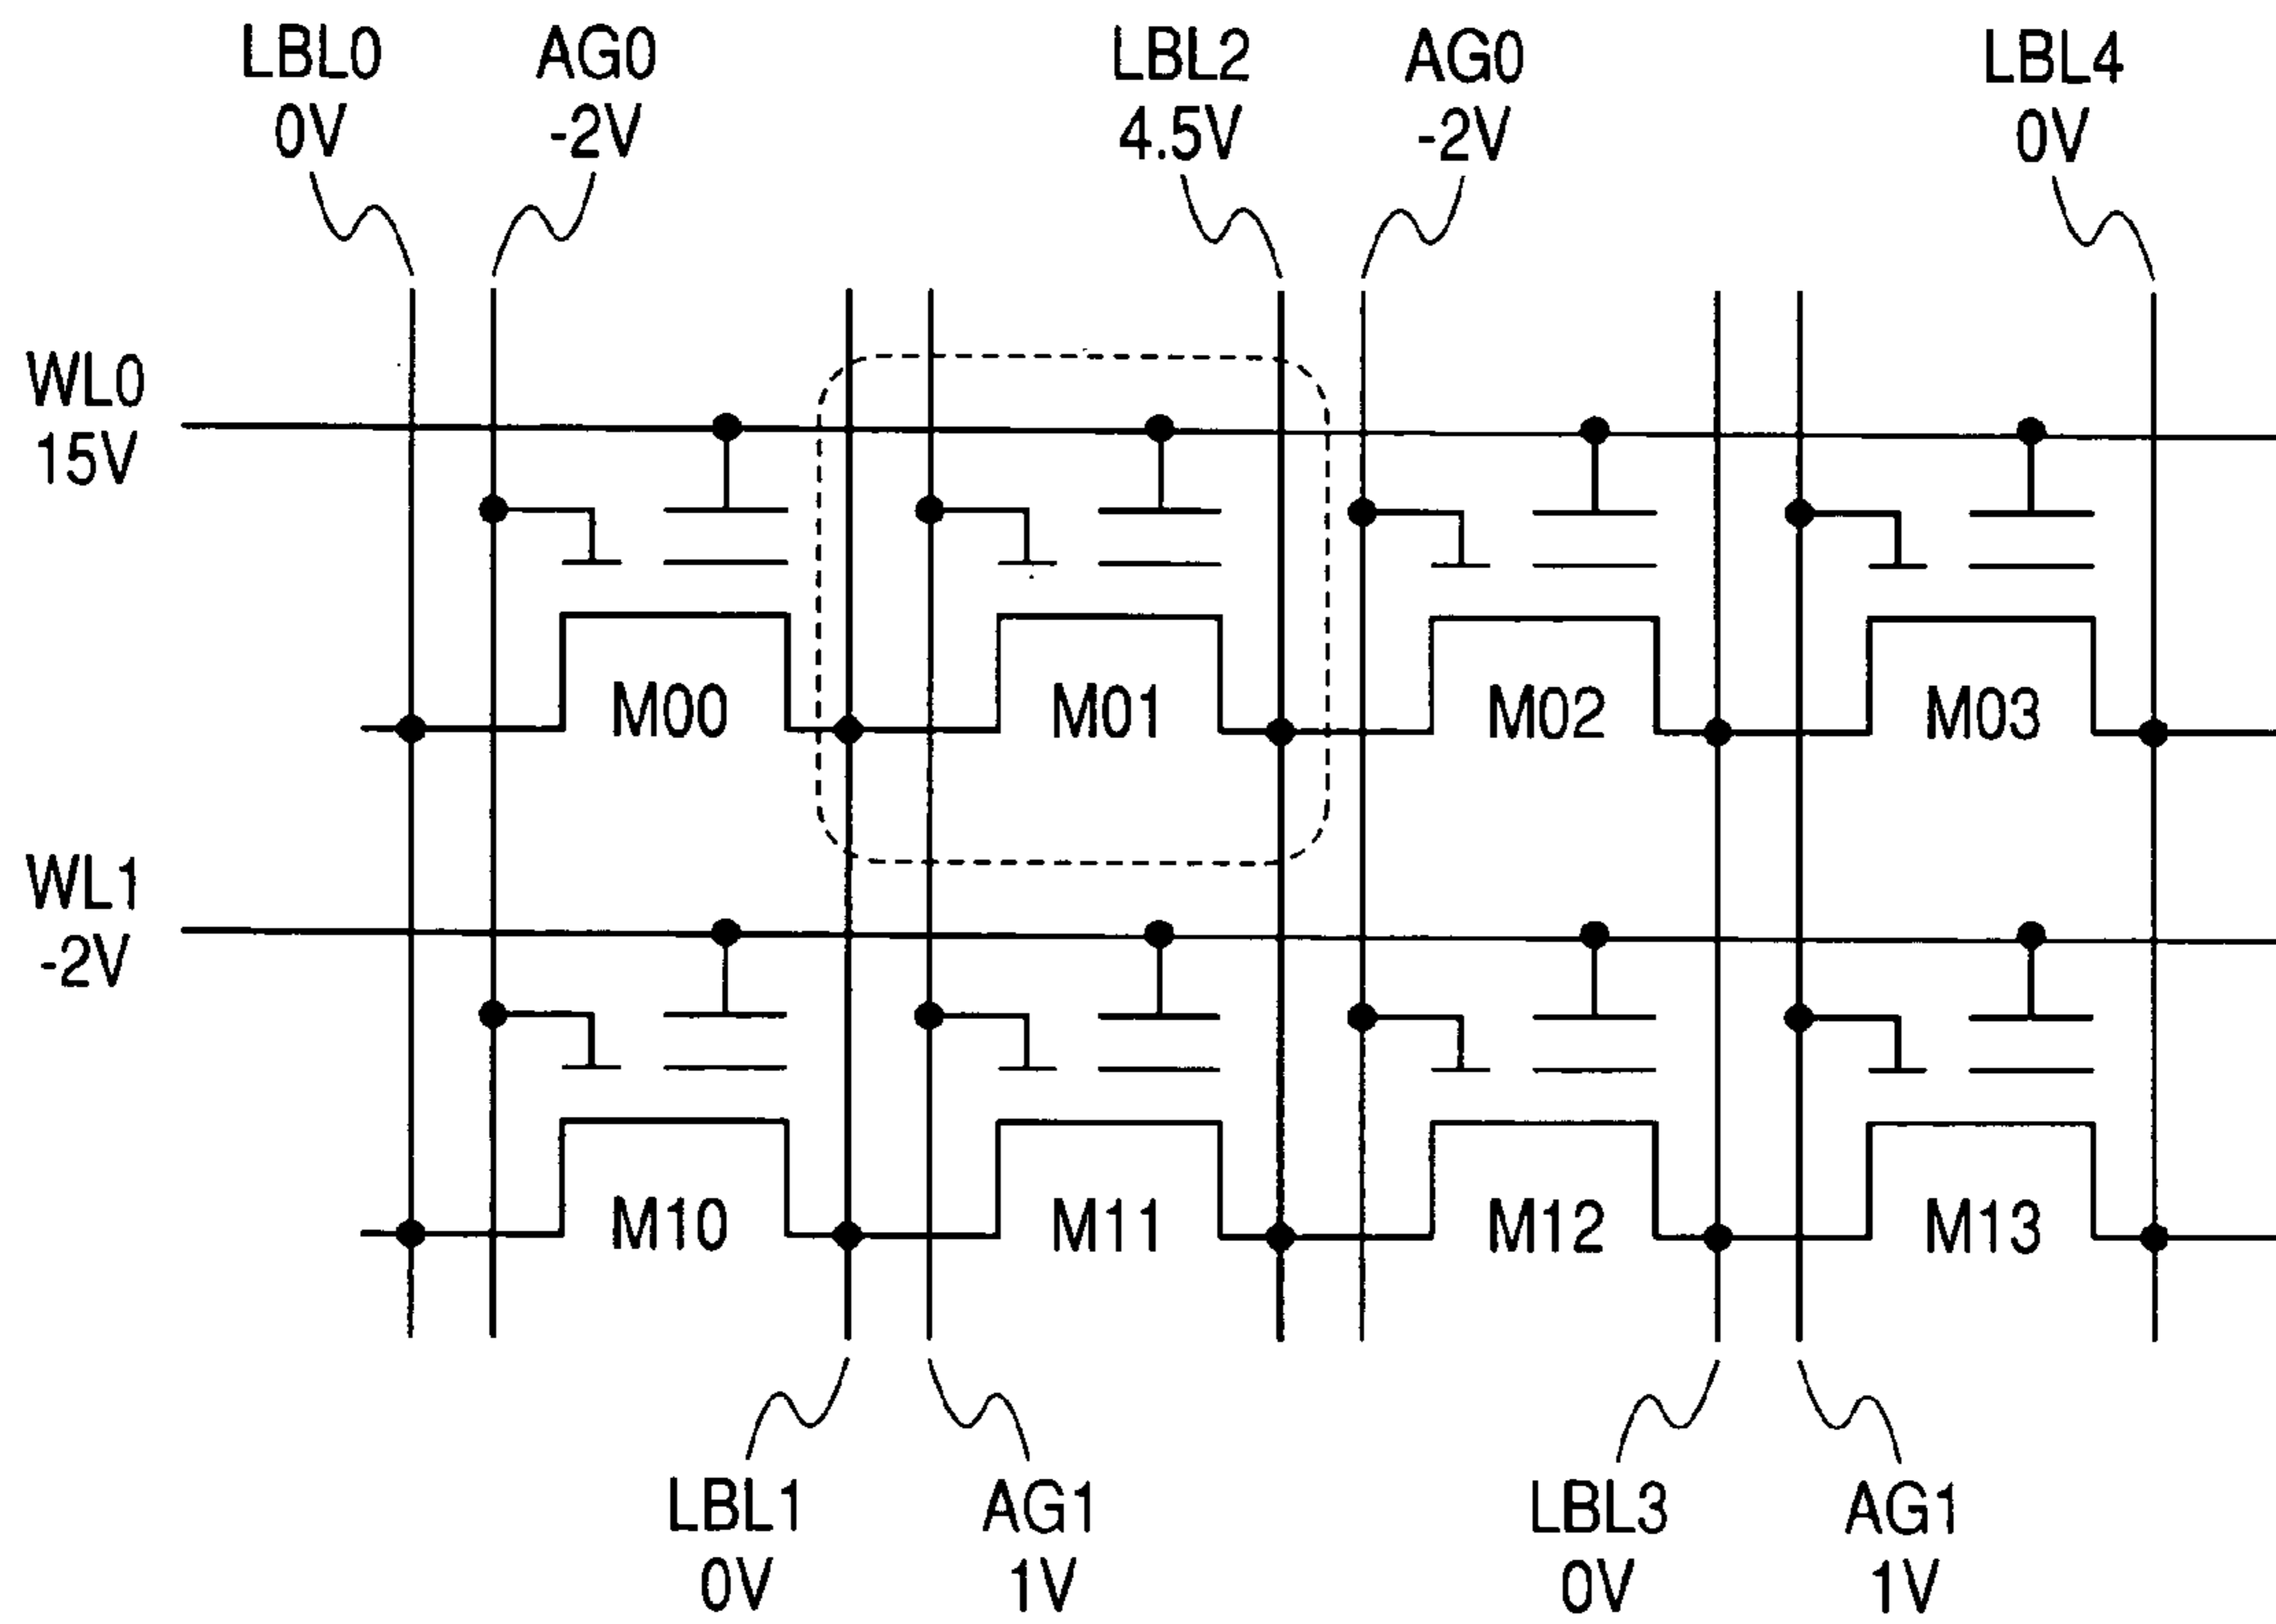 LBL0
0V
AG0
-2V
LBL2
4.5V
AG0
-2V
LBL4
0V
WL0
15V
M00
M01
M02
M03
WL1
-2V
M10
M11
M12
M13
LBL1
0V
AG1
1V
LBL3
0V
AG1
1V